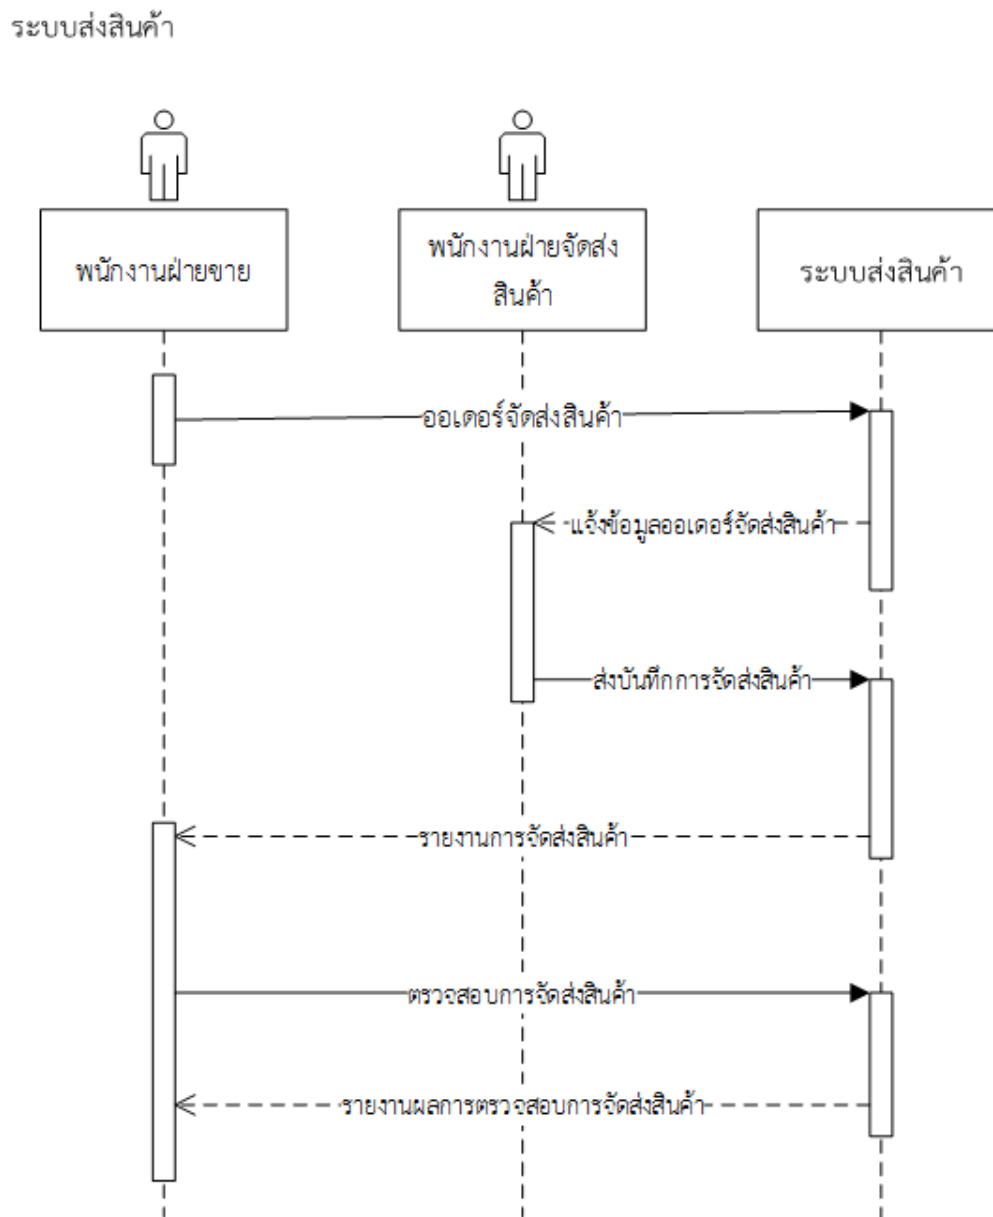 ระบบส่งสินค้า
พนักงานฝ่ายขาย
พนักงานฝ่ายจัดส่ง
สินค้า
ระบบส่งสินค้า
ออเดอร์จัดส่งสินค้า
แจ้งข้อมูลออเดอร์จัดส่งสินค้า
ส่งบันทึกการจัดส่งสินค้า
รายงานการจัดส่งสินค้า
ตรวจสอบการจัดส่งสินค้า
รายงานผลการตรวจสอบการจัดส่งสินค้า